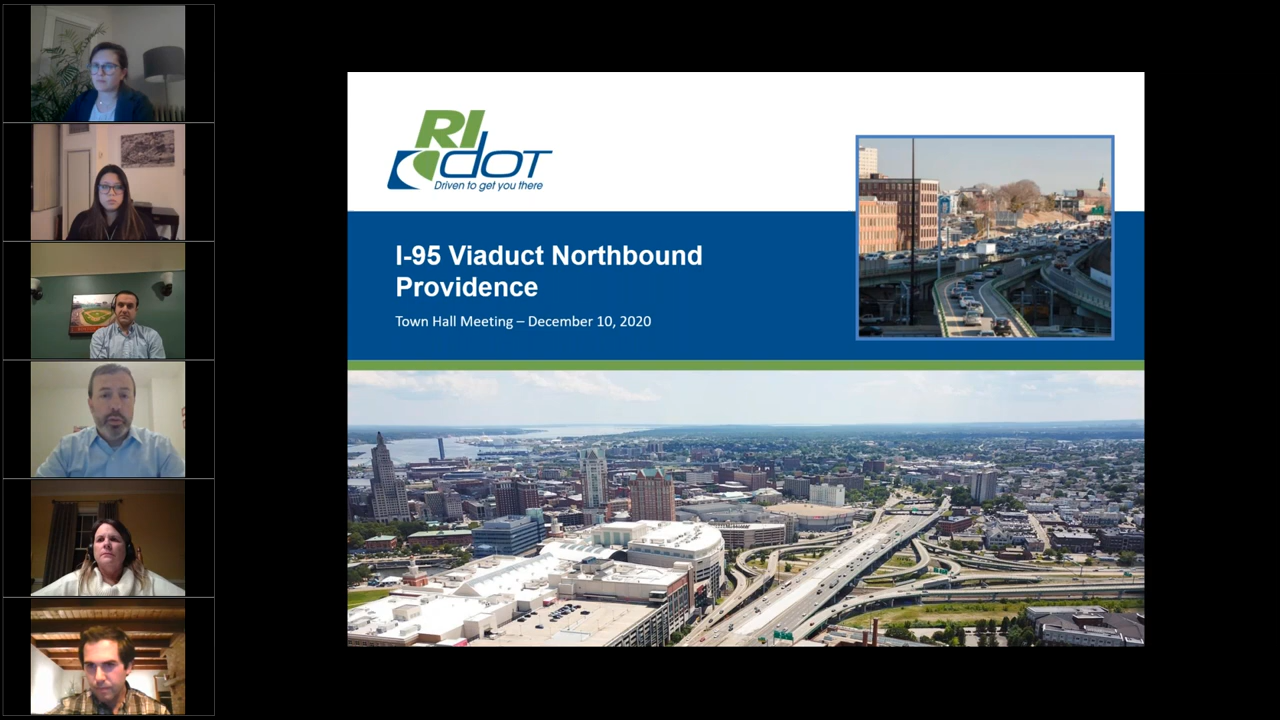 RI
DOT
Driven to get you there
I-95 Viaduct Northbound
Providence
Town Hall Meeting – December 10, 2020